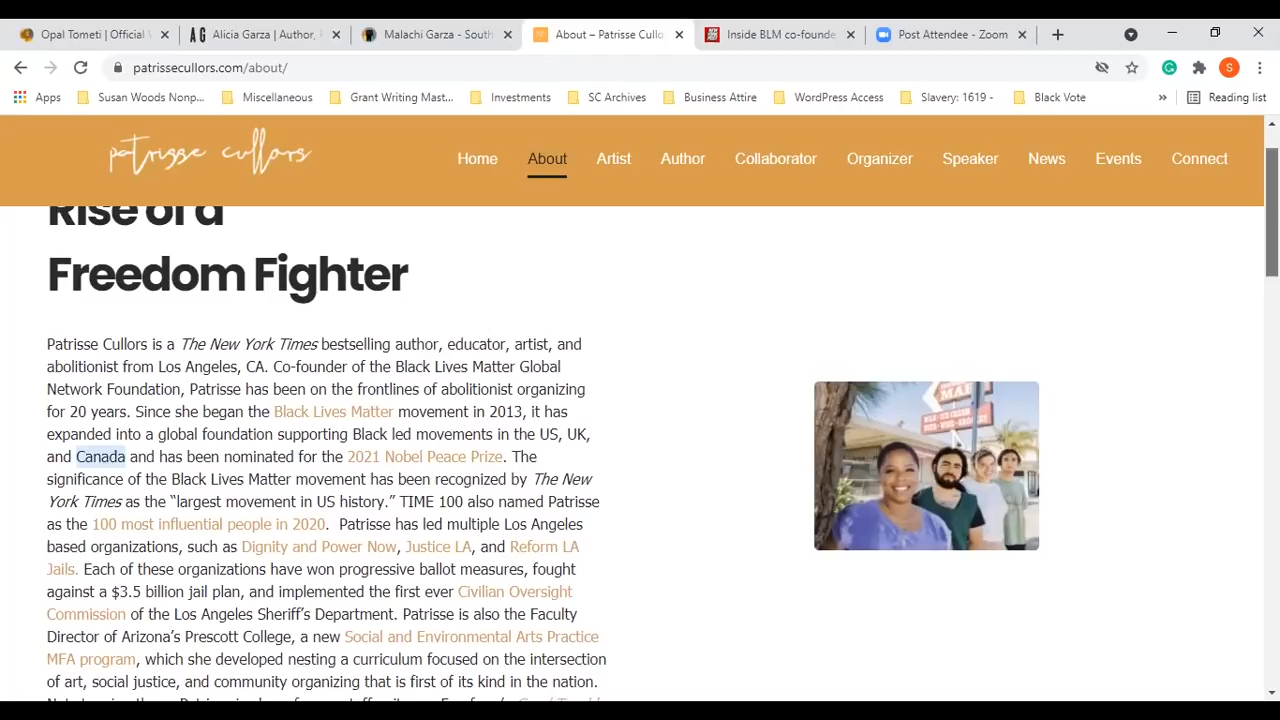 Opal Tometi | Official
Alicia Garza | Author,
Malachi Garza - South
About – Patrisse Cullo
Inside BLM co-founde
Post Attendee - Zoom
patrissecullors.com/about/
S
Apps
Susan Woods Nonp...
Miscellaneous
Grant Writing Mast...
Investments
SC Archives
Business Attire
WordPress Access
Slavery: 1619 -
Black Vote
»
Reading list
patrisse cullors
Home
About
Artist
Author
Collaborator
Organizer
Speaker
News
Events
Connect
Rise of a
Freedom Fighter
Patrisse Cullors is a The New York Times bestselling author, educator, artist, and
abolitionist from Los Angeles, CA. Co-founder of the Black Lives Matter Global
Network Foundation, Patrisse has been on the frontlines of abolitionist organizing
for 20 years. Since she began the Black Lives Matter movement in 2013, it has
expanded into a global foundation supporting Black led movements in the US, UK,
and Canada and has been nominated for the 2021 Nobel Peace Prize. The
significance of the Black Lives Matter movement has been recognized by The New
York Times as the “largest movement in US history.” TIME 100 also named Patrisse
as the 100 most influential people in 2020. Patrisse has led multiple Los Angeles
based organizations, such as Dignity and Power Now, Justice LA, and Reform LA
Jails. Each of these organizations have won progressive ballot measures, fought
against a $3.5 billion jail plan, and implemented the first ever Civilian Oversight
Commission of the Los Angeles Sheriff’s Department. Patrisse is also the Faculty
Director of Arizona’s Prescott College, a new Social and Environmental Arts Practice
MFA program, which she developed nesting a curriculum focused on the intersection
of art, social justice, and community organizing that is first of its kind in the nation.